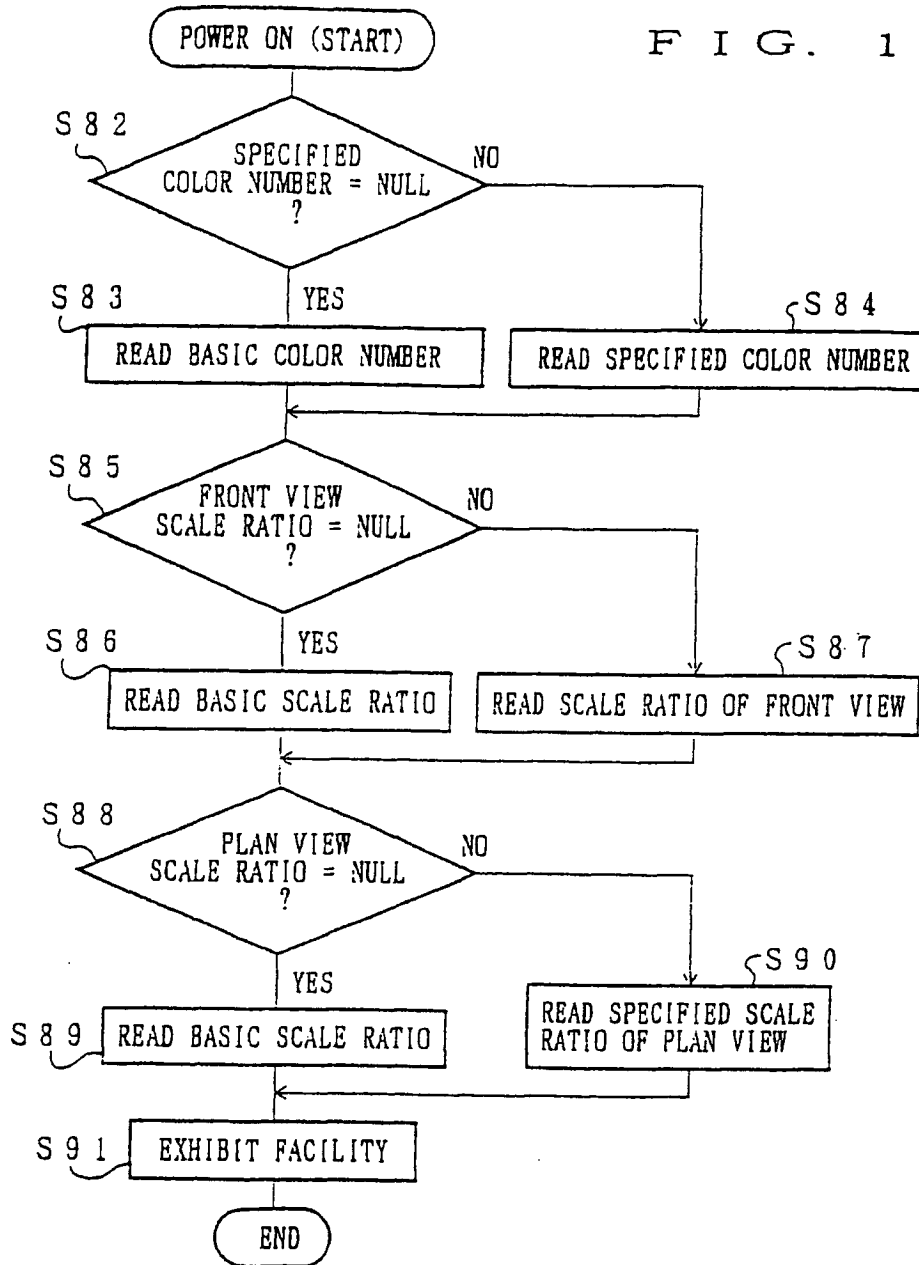 POWER ON (START)
F I G. 1
S 8 2
SPECIFIED
COLOR NUMBER = NULL
?
NO
YES
S 8 3
READ BASIC COLOR NUMBER
S 8 4
READ SPECIFIED COLOR NUMBER
S 8 5
FRONT VIEW
SCALE RATIO = NULL
?
NO
YES
S 8 6
READ BASIC SCALE RATIO
S 8 7
READ SCALE RATIO OF FRONT VIEW
S 8 8
PLAN VIEW
SCALE RATIO = NULL
?
NO
YES
S 8 9
READ BASIC SCALE RATIO
S 9 0
READ SPECIFIED SCALE
RATIO OF PLAN VIEW
S 9 1
EXHIBIT FACILITY
END